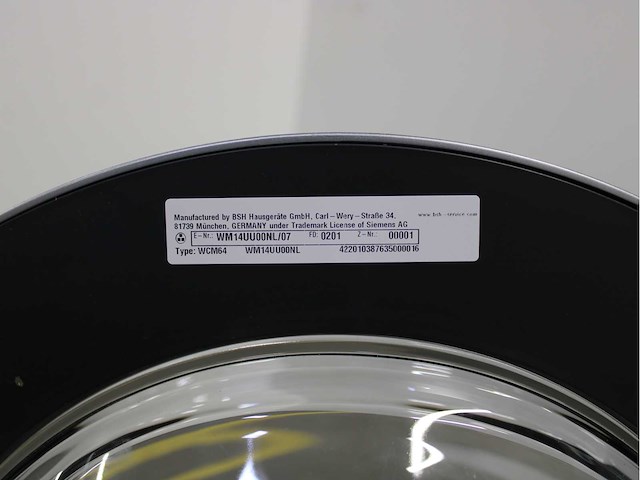 Manufactured by BSH Hausgeräte GmbH, Carl-Wery-Straße 34, www.bsh-service.com
81739 München, GERMANY under Trademark License of Siemens AG
E-Nr.: WM14UU00NL/07 FD: 0201 Z-Nr.: 00001
Type: WCM64 WM14UU00NL 422010387635000016